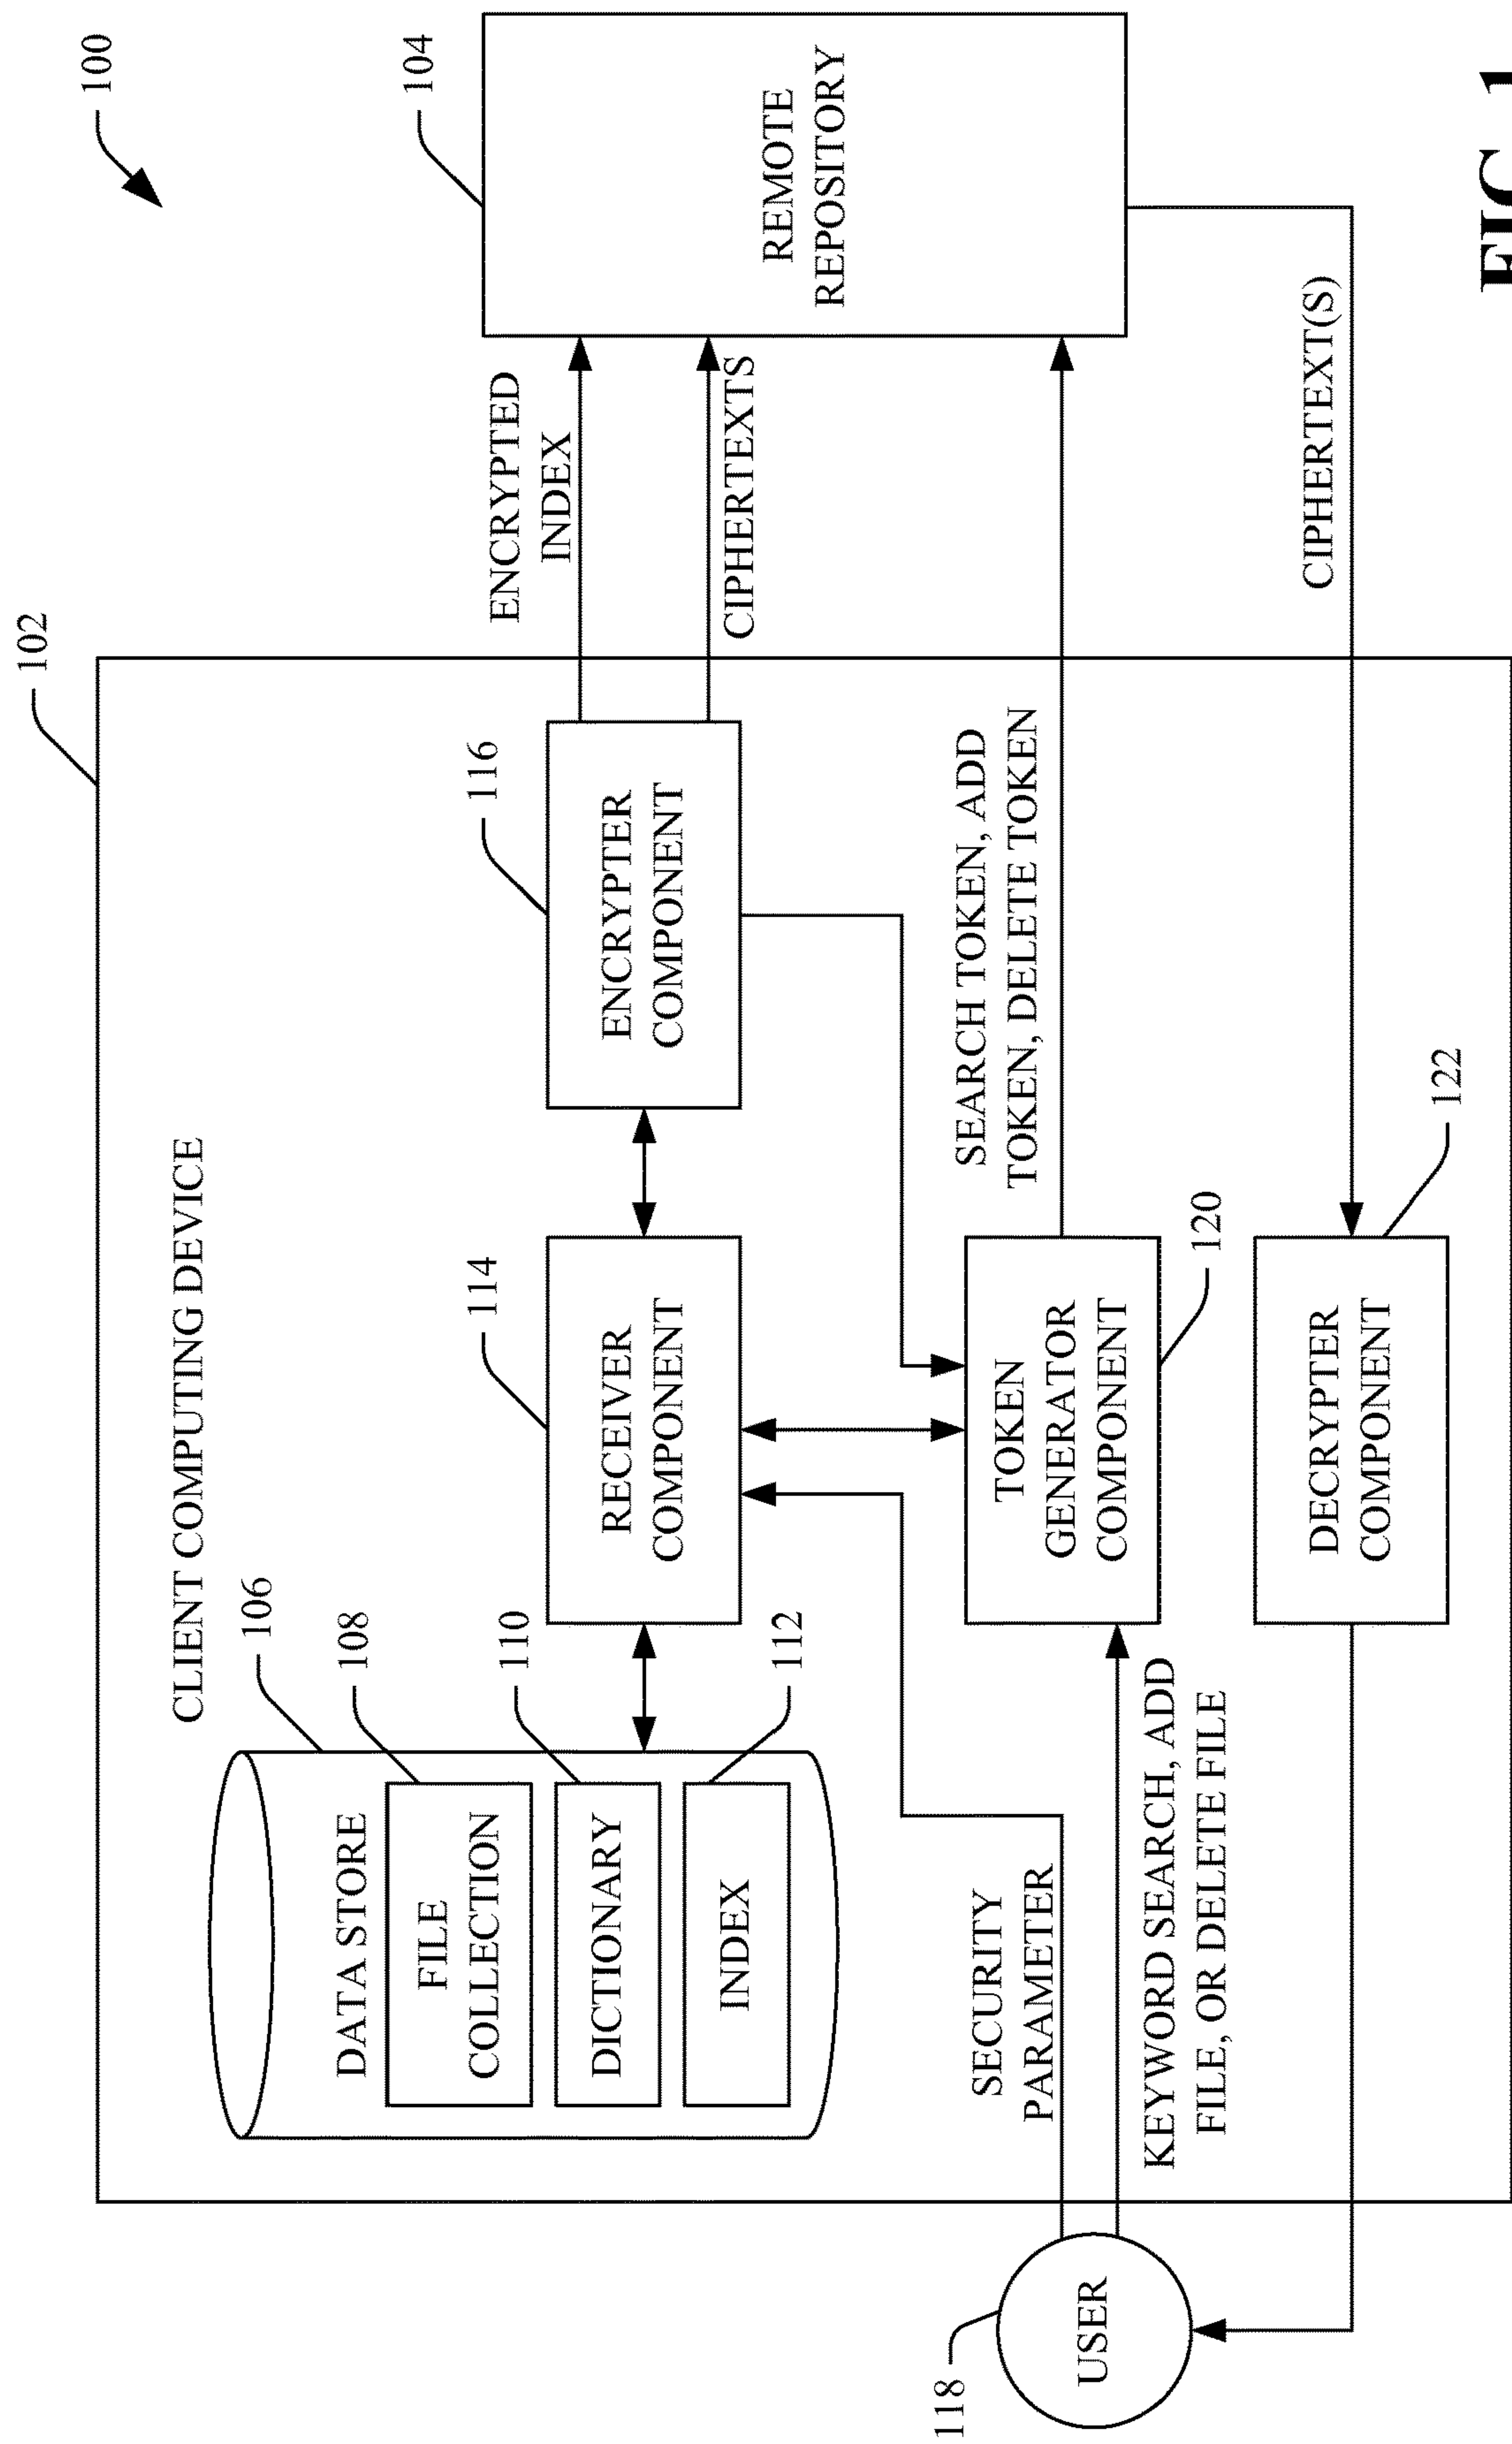 100
102
104
CLIENT COMPUTING DEVICE
106
DATA STORE
108
FILE
COLLECTION
110
DICTIONARY
112
INDEX
114
RECEIVER
COMPONENT
116
ENCRYPTER
COMPONENT
ENCRYPTED
INDEX
CIPHERTEXTS
REMOTE
REPOSITORY
SECURITY
PARAMETER
118
USER
KEYWORD SEARCH, ADD
FILE, OR DELETE FILE
TOKEN
GENERATOR
COMPONENT
120
SEARCH TOKEN, ADD
TOKEN, DELETE TOKEN
DECRYPTER
COMPONENT
122
CIPHERTEXT(S)
FIG. 1